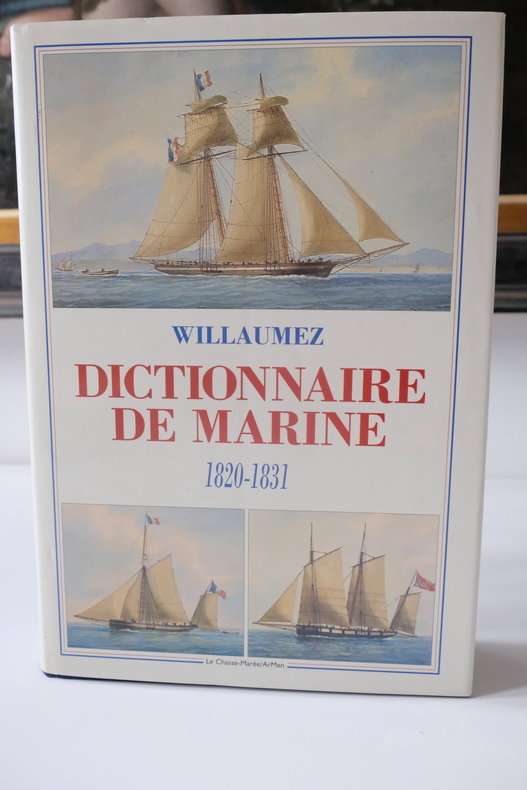 WILLAUMEZ
DICTIONNAIRE
DE MARINE
1820-1831
Le Chasse-Marée/ArMen